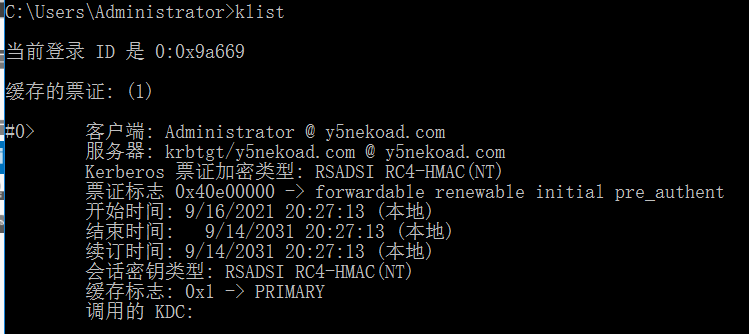 C:\Users\Administrator>klist
当前登录 ID 是 0:0x9a669
缓存的票证: (1)
#0>     客户端: Administrator @ y5nekoad.com
服务器: krbtgt/y5nekoad.com @ y5nekoad.com
Kerberos 票证加密类型: RSADSI RC4-HMAC(NT)
票证标志 0x40e00000 -> forwardable renewable initial pre_authent
开始时间: 9/16/2021 20:27:13 (本地)
结束时间:   9/14/2031 20:27:13 (本地)
续订时间: 9/14/2031 20:27:13 (本地)
会话密钥类型: RSADSI RC4-HMAC(NT)
缓存标志: 0x1 -> PRIMARY
调用的 KDC: